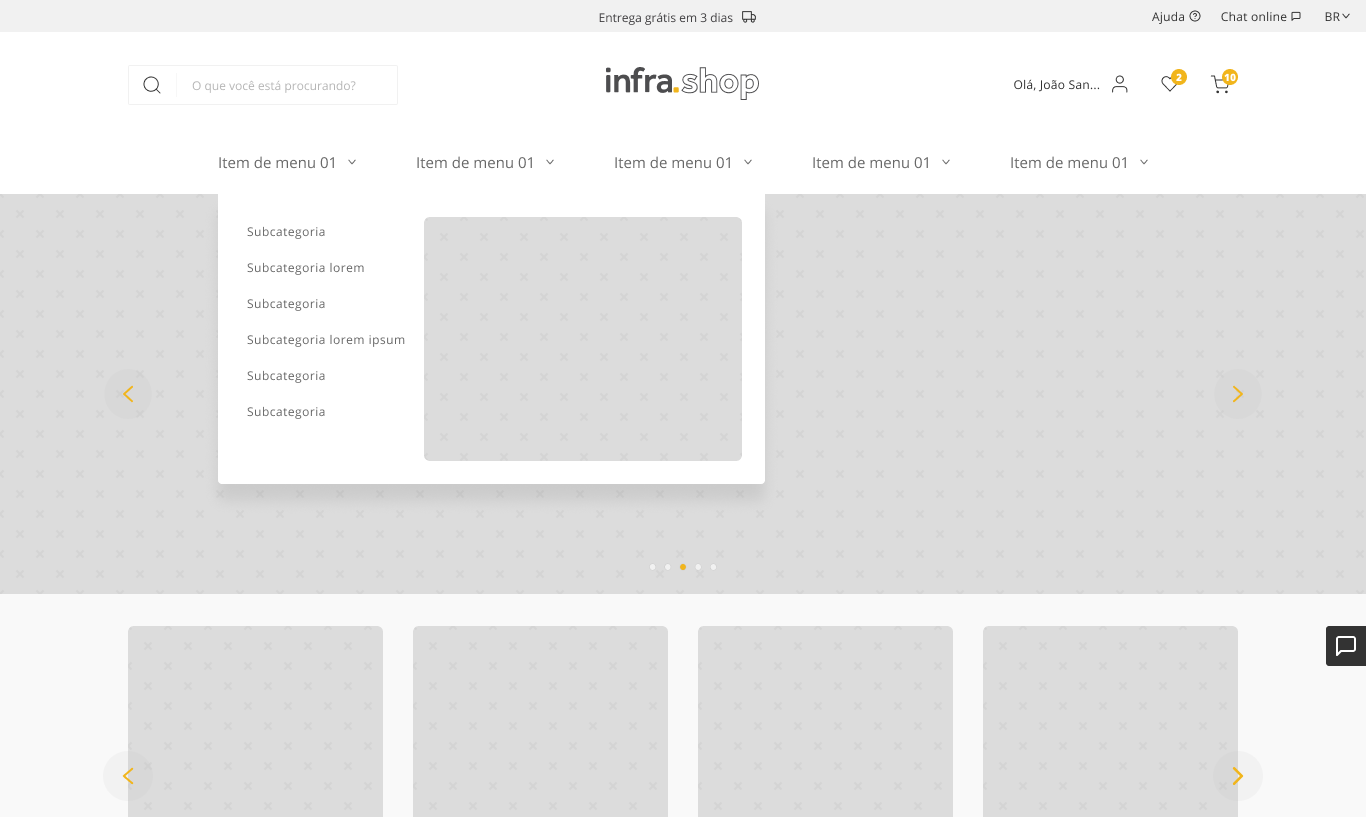 Entrega grátis em 3 dias
Ajuda
Chat online
BR
O que você está procurando?
infra.shop
Olá, João San...
2
10
Item de menu 01
Item de menu 01
Item de menu 01
Item de menu 01
Item de menu 01
Subcategoria
Subcategoria lorem
Subcategoria
Subcategoria lorem ipsum
Subcategoria
Subcategoria